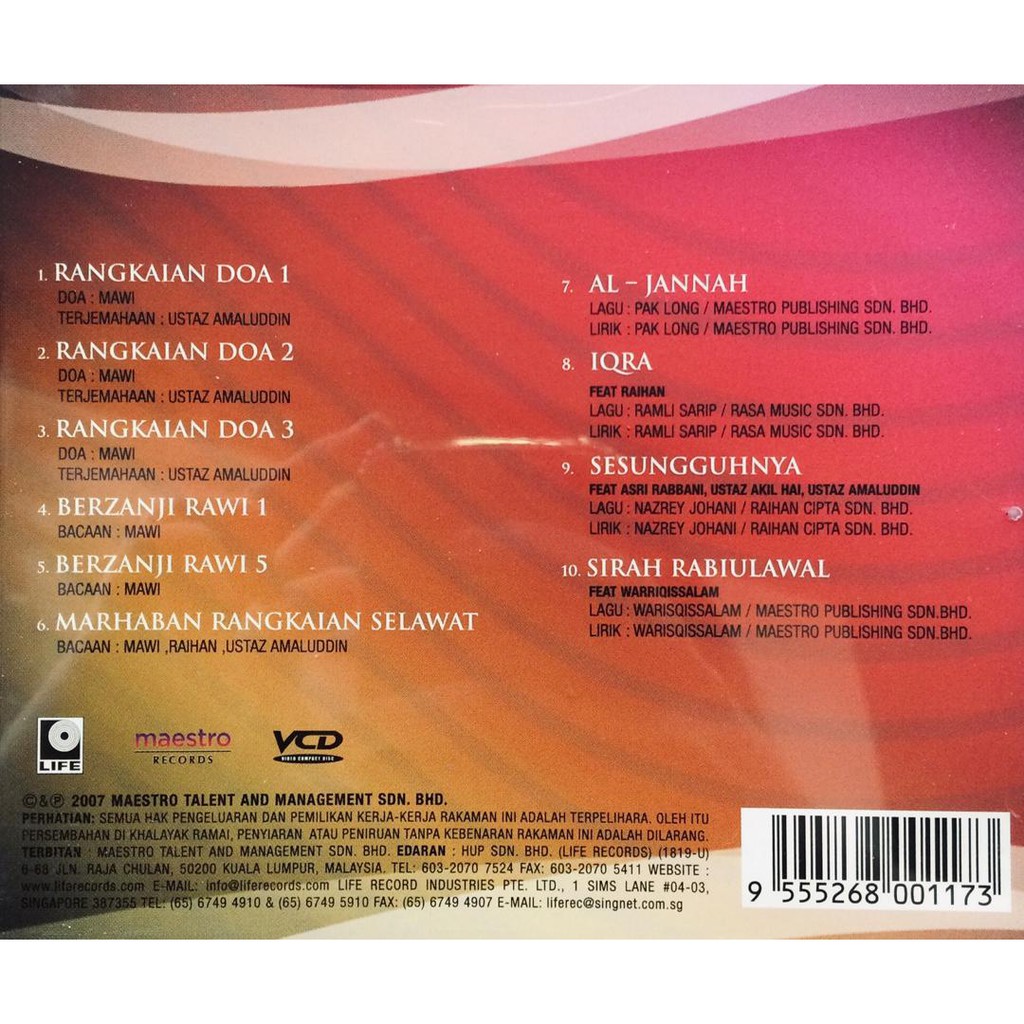 1. RANGKAIAN DOA 1
DOA : MAWI
TERJEMAHAAN : USTAZ AMALUDDIN
2. RANGKAIAN DOA 2
DOA : MAWI
TERJEMAHAAN : USTAZ AMALUDDIN
3. RANGKAIAN DOA 3
DOA : MAWI
TERJEMAHAAN : USTAZ AMALUDDIN
4. BERZANJI RAWI 1
BACAAN : MAWI
5. BERZANJI RAWI 5
BACAAN : MAWI
6. MARHABAN RANGKAIAN SELAWAT
BACAAN : MAWI ,RAIHAN ,USTAZ AMALUDDIN
7. AL – JANNAH
LAGU : PAK LONG / MAESTRO PUBLISHING SDN. BHD.
LIRIK : PAK LONG / MAESTRO PUBLISHING SDN. BHD.
8. IQRA
FEAT RAIHAN
LAGU : RAMLI SARIP / RASA MUSIC SDN. BHD.
LIRIK : RAMLI SARIP / RASA MUSIC SDN. BHD.
9. SESUNGGUHNYA
FEAT ASRI RABBANI, USTAZ AKIL HAI, USTAZ AMALUDDIN
LAGU : NAZREY JOHANI / RAIHAN CIPTA SDN. BHD.
LIRIK : NAZREY JOHANI / RAIHAN CIPTA SDN. BHD.
10. SIRAH RABIULAWAL
FEAT WARRIQISSALAM
LAGU : WARISQISSALAM / MAESTRO PUBLISHING SDN.BHD.
LIRIK : WARISQISSALAM / MAESTRO PUBLISHING SDN.BHD.
LIFE
maestro
RECORDS
VCD
VIDEO COMPACT DISC
©&℗ 2007 MAESTRO TALENT AND MANAGEMENT SDN. BHD.
PERHATIAN: SEMUA HAK PENGELUARAN DAN PEMILIKAN KERJA-KERJA RAKAMAN INI ADALAH TERPELIHARA. OLEH ITU
PERSEMBAHAN DI KHALAYAK RAMAI, PENYIARAN ATAU PENIRUAN TANPA KEBENARAN RAKAMAN INI ADALAH DILARANG.
TERBITAN : MAESTRO TALENT AND MANAGEMENT SDN. BHD. EDARAN : HUP SDN. BHD. (LIFE RECORDS) (1819-U)
6-68 JLN. RAJA CHULAN, 50200 KUALA LUMPUR, MALAYSIA. TEL: 603-2070 7524 FAX: 603-2070 5411 WEBSITE :
www.liferecords.com E-MAIL: info@liferecords.com LIFE RECORD INDUSTRIES PTE. LTD., 1 SIMS LANE #04-03,
SINGAPORE 387355 TEL: (65) 6749 4910 & (65) 6749 5910 FAX: (65) 6749 4907 E-MAIL: liferec@singnet.com.sg
9 555268 001173